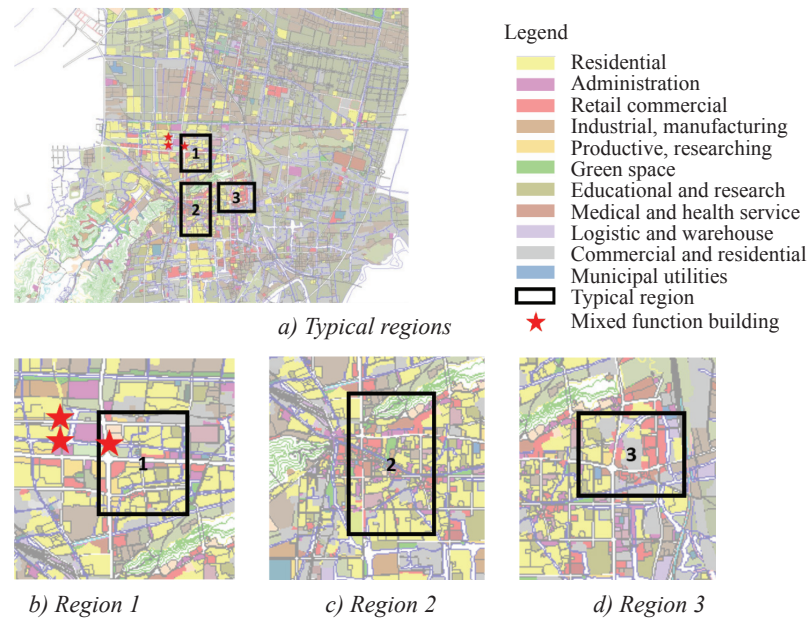 Legend
Residential
Administration
Retail commercial
Industrial, manufacturing
Productive, researching
Green space
Educational and research
Medical and health service
Logistic and warehouse
Commercial and residential
Municipal utilities
Typical region
Mixed function building
1
2
3
a) Typical regions
1
2
3
b) Region 1
c) Region 2
d) Region 3